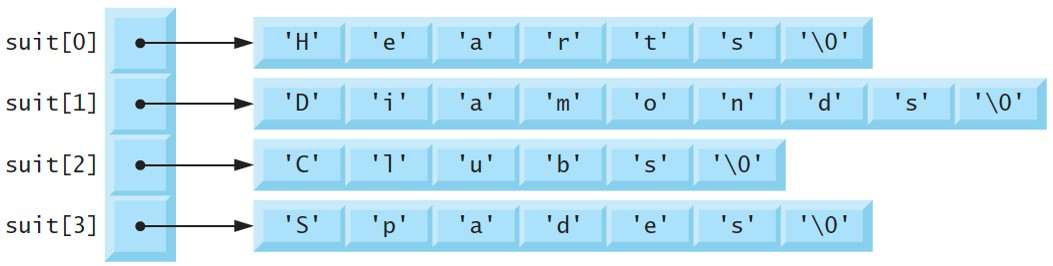 suit[0] 'H' 'e' 'a' 'r' 't' 's' '\0'
suit[1] 'D' 'i' 'a' 'm' 'o' 'n' 'd' 's' '\0'
suit[2] 'C' 'l' 'u' 'b' 's' '\0'
suit[3] 'S' 'p' 'a' 'd' 'e' 's' '\0'